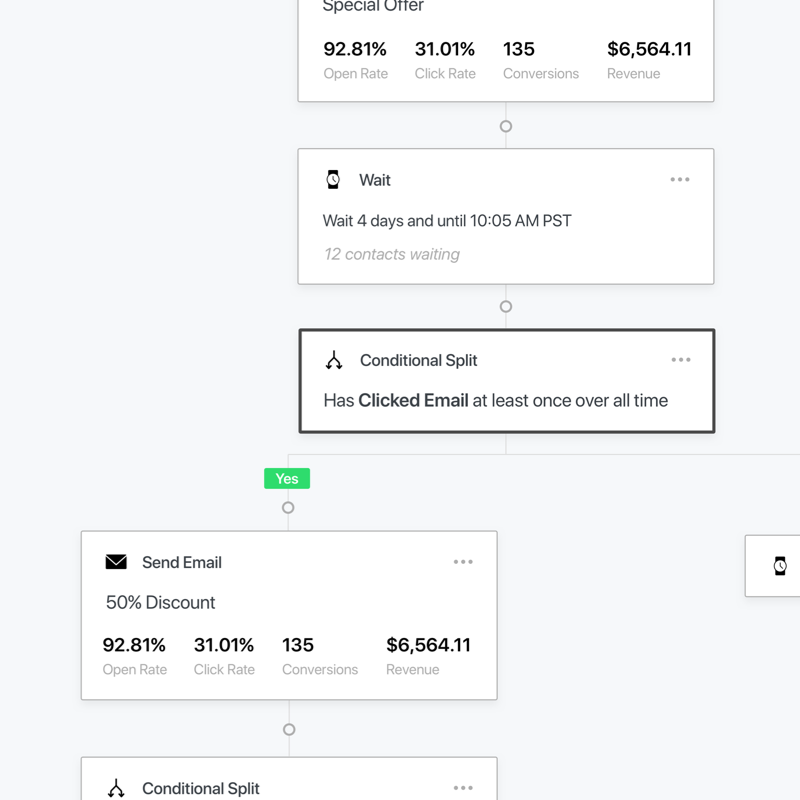 Special Offer
92.81% 31.01% 135 $6,564.11
Open Rate Click Rate Conversions Revenue
Wait
Wait 4 days and until 10:05 AM PST
12 contacts waiting
Conditional Split
Has Clicked Email at least once over all time
Yes
Send Email
50% Discount
92.81% 31.01% 135 $6,564.11
Open Rate Click Rate Conversions Revenue
Conditional Split